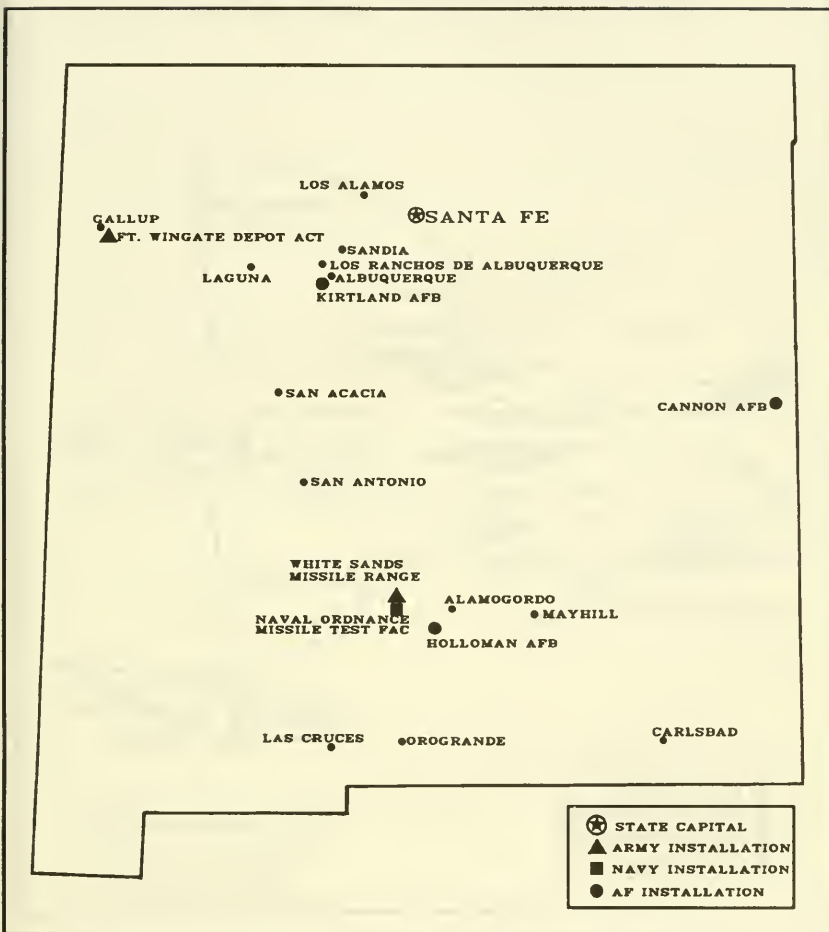 LOS ALAMOS
SANTA FE
GALLUP
FT. WINGATE DEPOT ACT
SANDIA
LOS RANCHOS DE ALBUQUERQUE
LAGUNA
ALBUQUERQUE
KIRTLAND AFB
SAN ACACIA
CANNON AFB
SAN ANTONIO
WHITE SANDS
MISSILE RANGE
ALAMOGORDO
MAYHILL
NAVAL ORDNANCE
MISSILE TEST FAC
HOLLOMAN AFB
LAS CRUCES
OROGRANDE
CARLSBAD
STATE CAPITAL
ARMY INSTALLATION
NAVY INSTALLATION
AF INSTALLATION